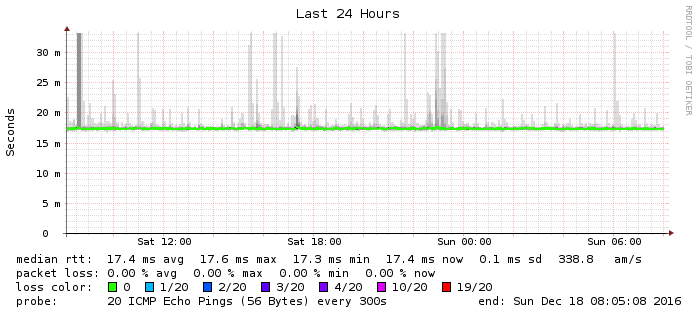 Last 24 Hours
RRDTOOL / TOBI OETIKER
Seconds
30 m
25 m
20 m
15 m
10 m
5 m
0
Sat 12:00 Sat 18:00 Sun 00:00 Sun 06:00
median rtt: 17.4 ms avg 17.6 ms max 17.3 ms min 17.4 ms now 0.1 ms sd 338.8 am/s
packet loss: 0.00 % avg 0.00 % max 0.00 % min 0.00 % now
loss color: 0 1/20 2/20 3/20 4/20 10/20 19/20
probe: 20 ICMP Echo Pings (56 Bytes) every 300s end: Sun Dec 18 08:05:08 2016